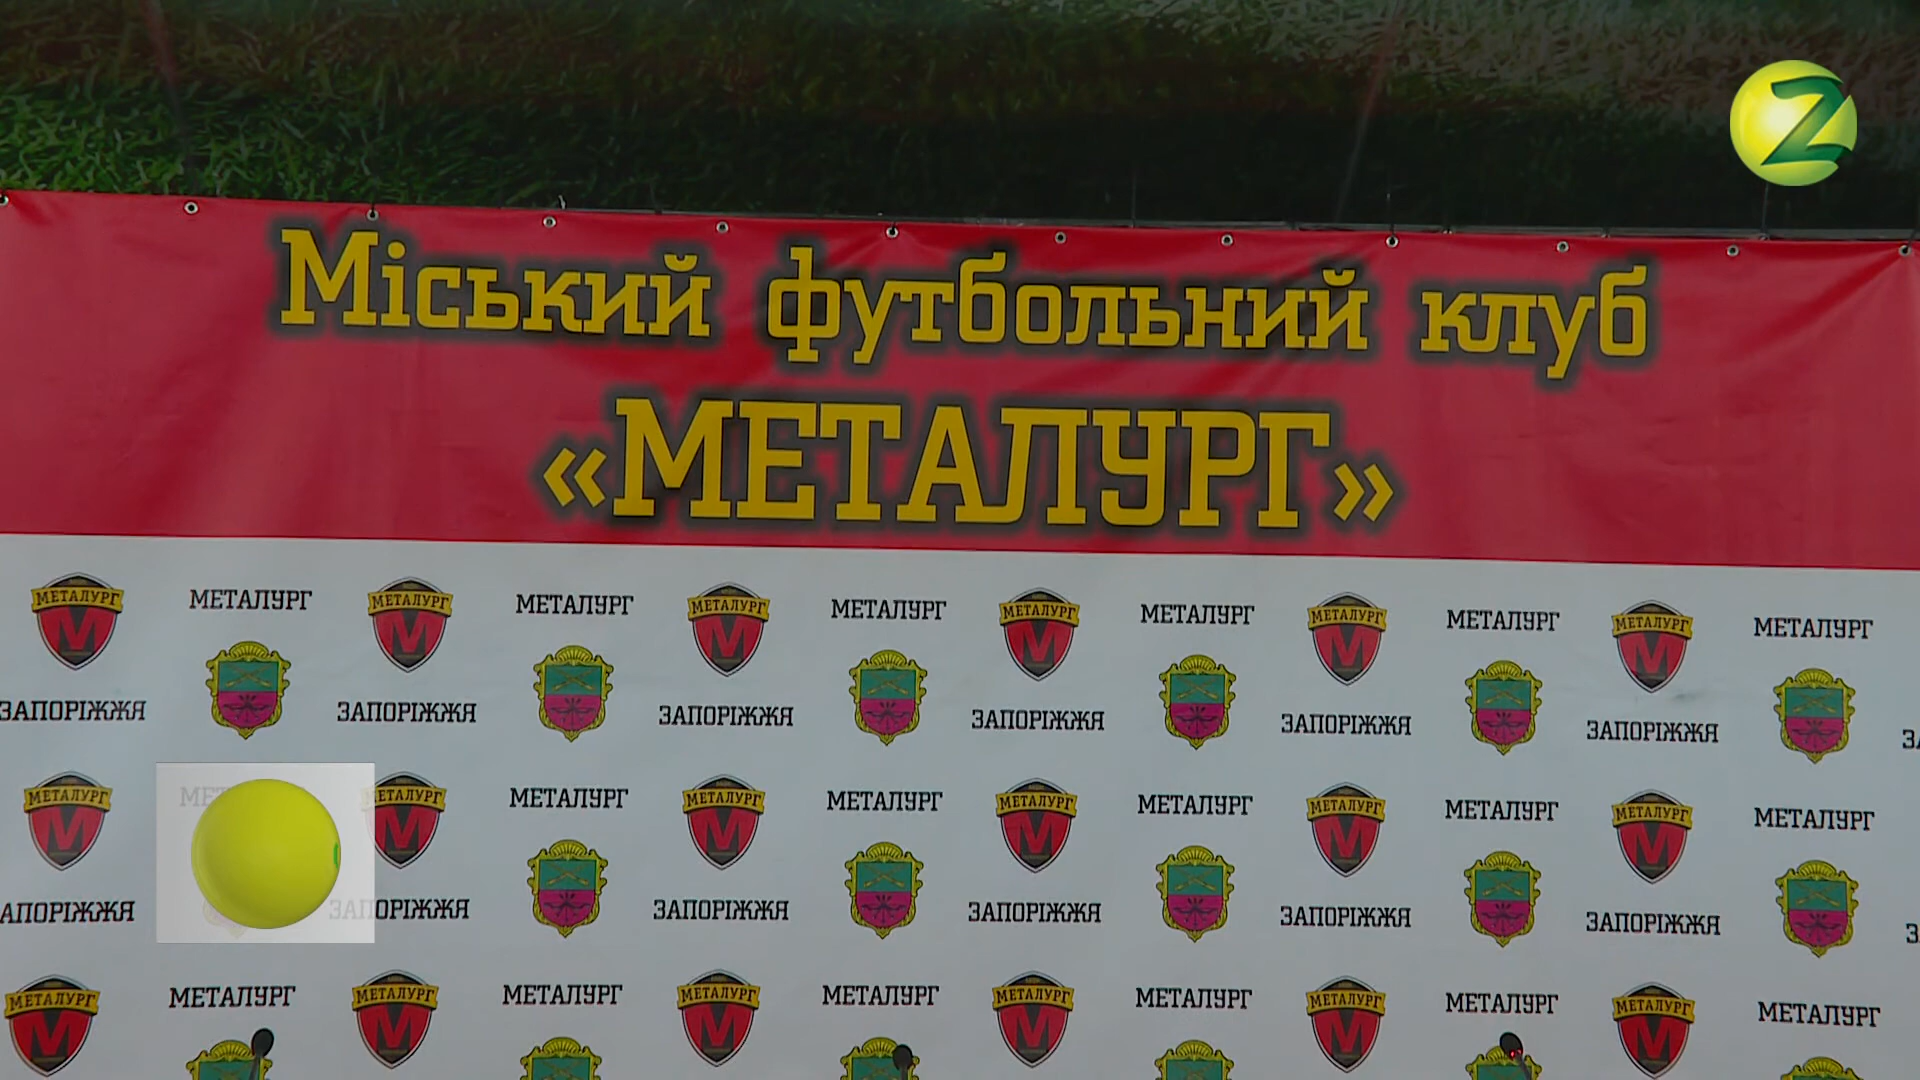 Z
Міський футбольний клуб
«МЕТАЛУРГ»
МЕТАЛУРГ МЕТАЛУРГ МЕТАЛУРГ МЕТАЛУРГ МЕТАЛУРГ МЕТАЛУРГ МЕТАЛУРГ МЕТАЛУРГ МЕТАЛУРГ МЕТАЛУРГ МЕТАЛУРГ МЕТАЛУРГ
М М М М М М
ЗАПОРІЖЖЯ ЗАПОРІЖЖЯ ЗАПОРІЖЖЯ ЗАПОРІЖЖЯ ЗАПОРІЖЖЯ ЗАПОРІЖЖЯ
МЕТАЛУРГ МЕТАЛУРГ МЕТАЛУРГ МЕТАЛУРГ МЕТАЛУРГ МЕТАЛУРГ МЕТАЛУРГ МЕТАЛУРГ МЕТАЛУРГ МЕТАЛУРГ МЕТАЛУРГ
М М М М М М
АПОРІЖЖЯ ЗАПОРІЖЖЯ ЗАПОРІЖЖЯ ЗАПОРІЖЖЯ ЗАПОРІЖЖЯ ЗАПОРІЖЖЯ
МЕТАЛУРГ МЕТАЛУРГ МЕТАЛУРГ МЕТАЛУРГ МЕТАЛУРГ МЕТАЛУРГ МЕТАЛУРГ МЕТАЛУРГ МЕТАЛУРГ МЕТАЛУРГ МЕТАЛУРГ МЕТАЛУРГ
М М М М М М